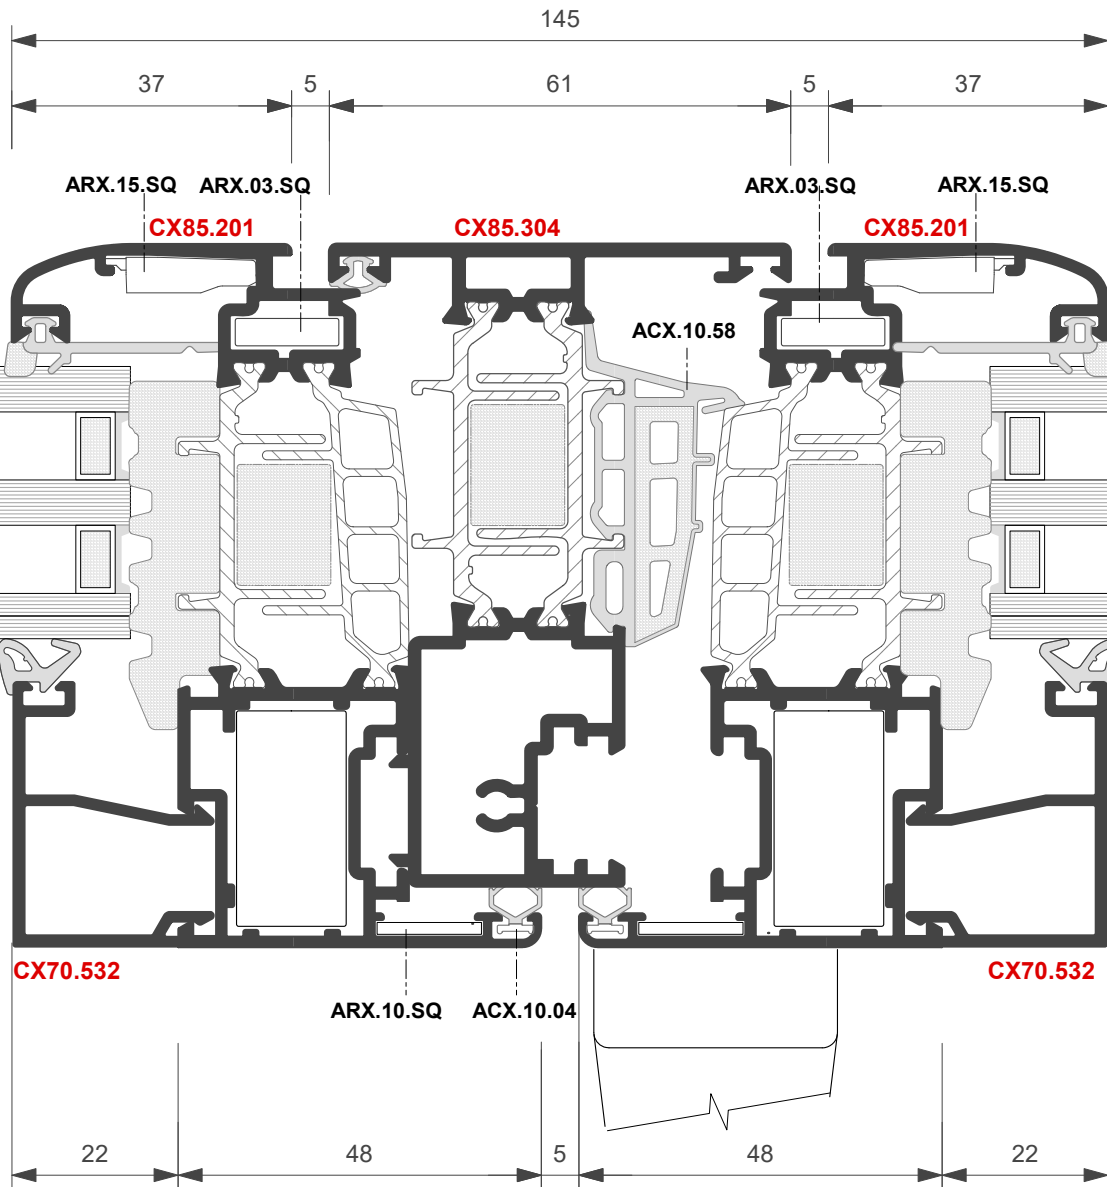 145
37 5 61 5 37
ARX.15.SQ ARX.03.SQ ARX.03.SQ ARX.15.SQ
CX85.201 CX85.304 CX85.201
ACX.10.58
CX70.532 CX70.532
ARX.10.SQ ACX.10.04
22 48 5 48 22